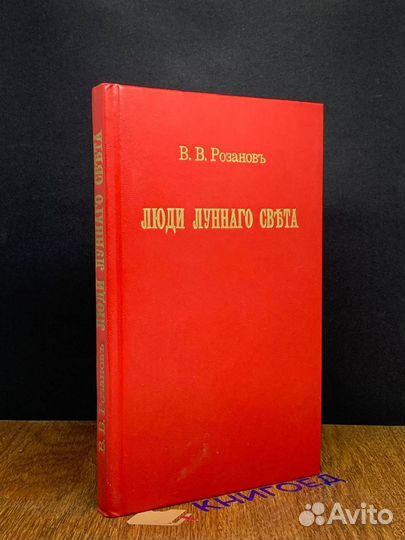 В. В. Розановъ
ЛЮДИ ЛУННАГО СВѢТА
В. В. Розановъ ЛЮДИ ЛУННАГО СВѢТА
КНИГОЕД
Avito